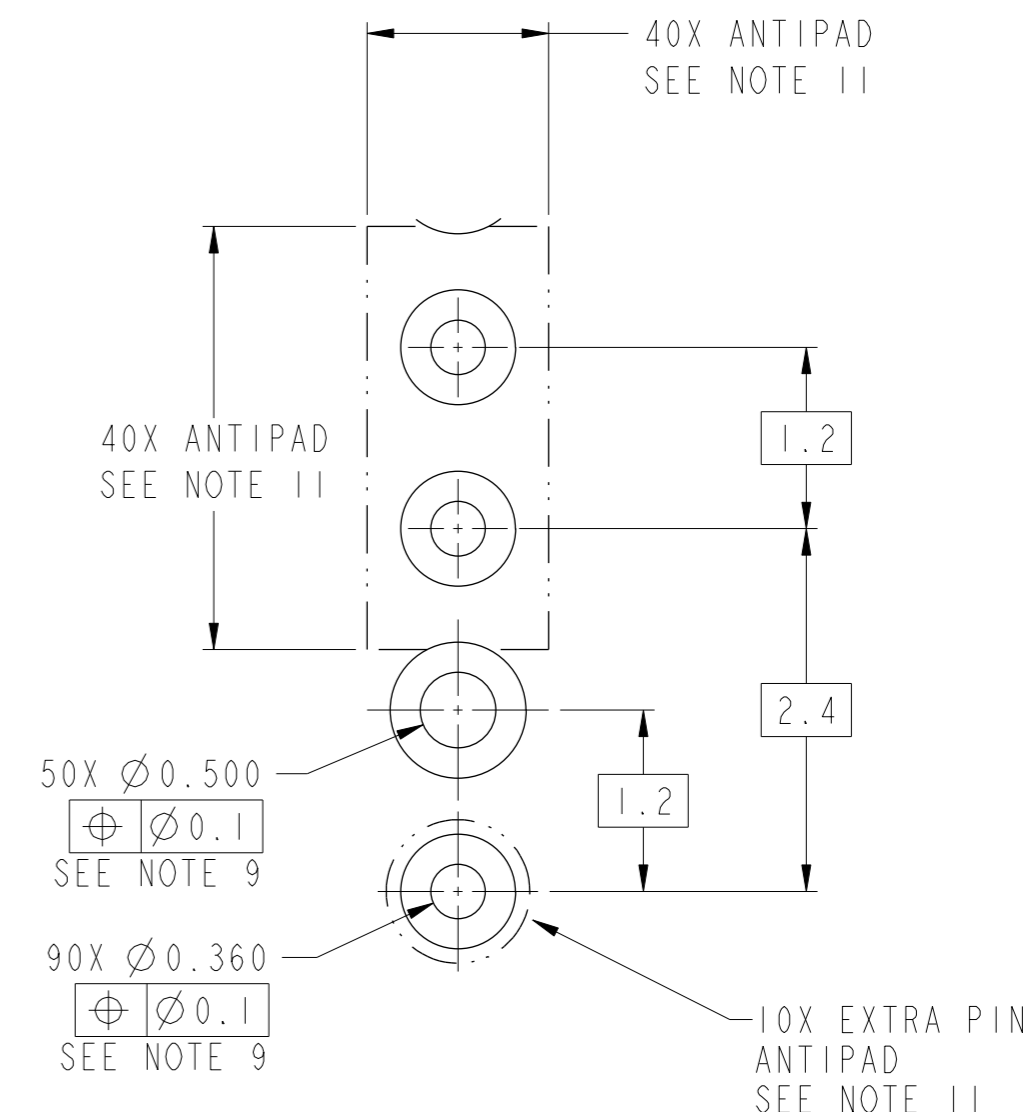 40X ANTIPAD
SEE NOTE 11
40X ANTIPAD
SEE NOTE 11
1.2
2.4
1.2
50X ∅0.500
⌖ ∅0.1
SEE NOTE 9
90X ∅0.360
⌖ ∅0.1
SEE NOTE 9
10X EXTRA PIN
ANTIPAD
SEE NOTE 11